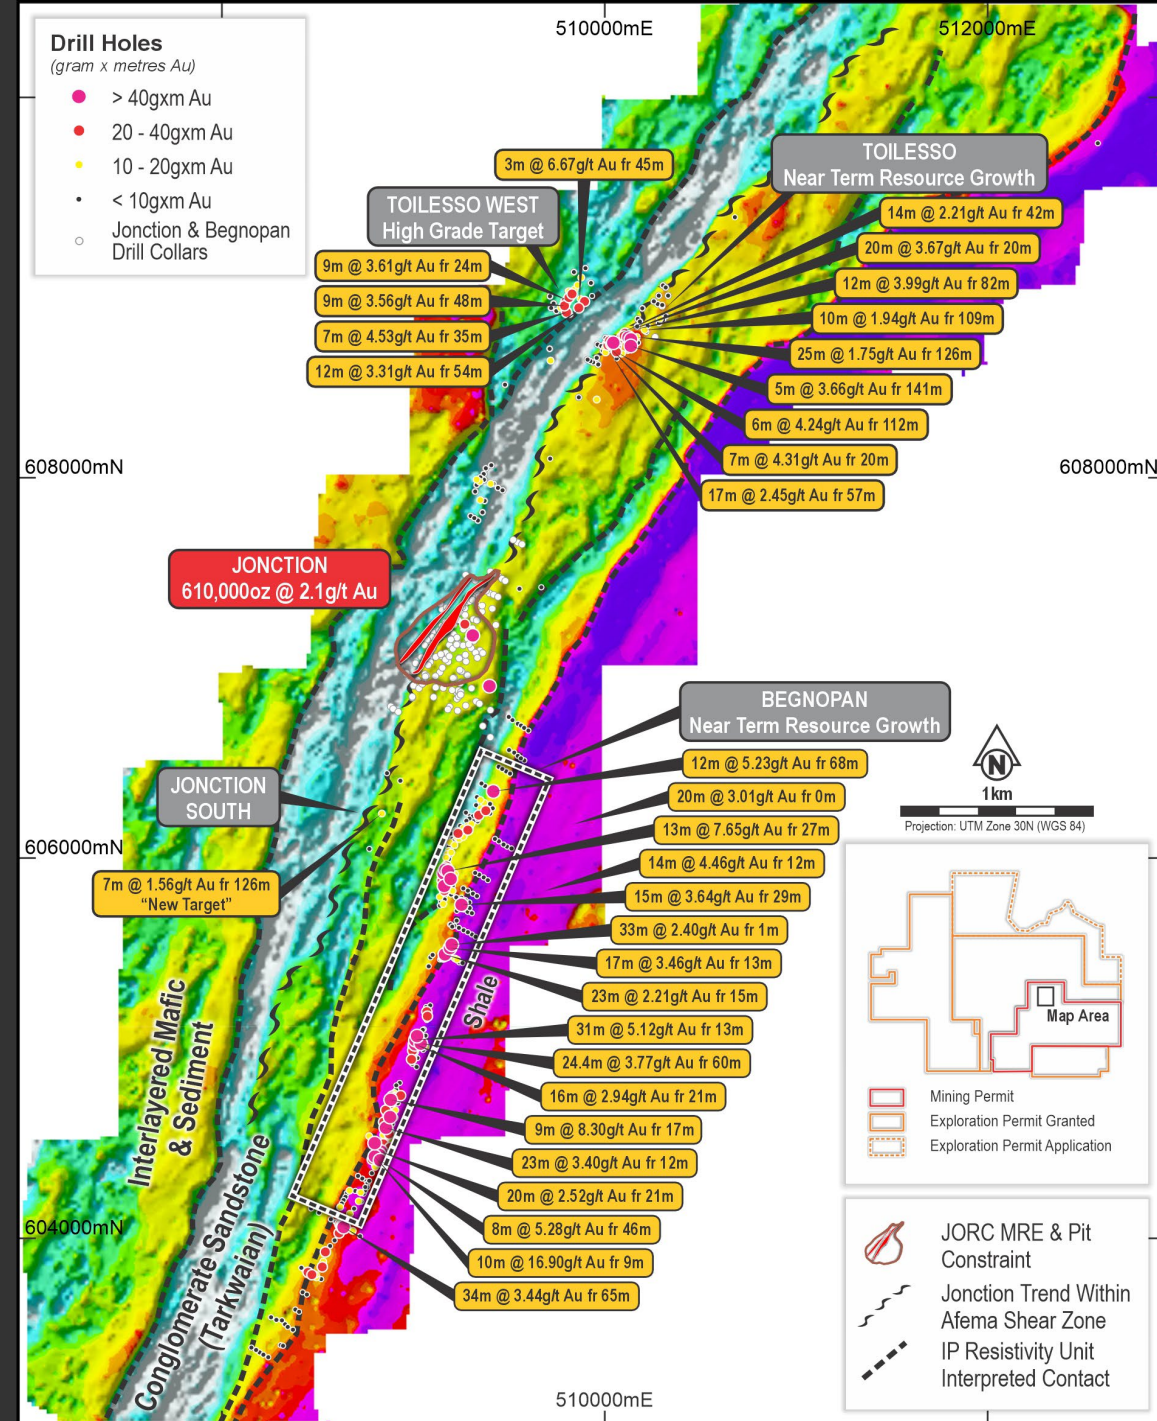 510000mE
512000mE
Drill Holes
(gram x metres Au)
> 40gxm Au
20 - 40gxm Au
10 - 20gxm Au
< 10gxm Au
Jonction & Begnopan
Drill Collars
3m @ 6.67g/t Au fr 45m
TOILESSO
Near Term Resource Growth
TOILESSO WEST
High Grade Target
14m @ 2.21g/t Au fr 42m
20m @ 3.67g/t Au fr 20m
9m @ 3.61g/t Au fr 24m
12m @ 3.99g/t Au fr 82m
9m @ 3.56g/t Au fr 48m
10m @ 1.94g/t Au fr 109m
7m @ 4.53g/t Au fr 35m
25m @ 1.75g/t Au fr 126m
12m @ 3.31g/t Au fr 54m
5m @ 3.66g/t Au fr 141m
6m @ 4.24g/t Au fr 112m
7m @ 4.31g/t Au fr 20m
608000mN
608000mN
17m @ 2.45g/t Au fr 57m
JONCTION
610,000oz @ 2.1g/t Au
BEGNOPAN
Near Term Resource Growth
12m @ 5.23g/t Au fr 68m
20m @ 3.01g/t Au fr 0m
13m @ 7.65g/t Au fr 27m
14m @ 4.46g/t Au fr 12m
15m @ 3.64g/t Au fr 29m
33m @ 2.40g/t Au fr 1m
17m @ 3.46g/t Au fr 13m
23m @ 2.21g/t Au fr 15m
31m @ 5.12g/t Au fr 13m
24.4m @ 3.77g/t Au fr 60m
16m @ 2.94g/t Au fr 21m
9m @ 8.30g/t Au fr 17m
23m @ 3.40g/t Au fr 12m
20m @ 2.52g/t Au fr 21m
8m @ 5.28g/t Au fr 46m
10m @ 16.90g/t Au fr 9m
34m @ 3.44g/t Au fr 65m
JONCTION
SOUTH
606000mN
7m @ 1.56g/t Au fr 126m
“New Target”
Shale
Interlayered Mafic
& Sediment
Conglomerate Sandstone
(Tarkwaian)
604000mN
510000mE
N
1km
Projection: UTM Zone 30N (WGS 84)
Map Area
Mining Permit
Exploration Permit Granted
Exploration Permit Application
JORC MRE & Pit
Constraint
Jonction Trend Within
Afema Shear Zone
IP Resistivity Unit
Interpreted Contact